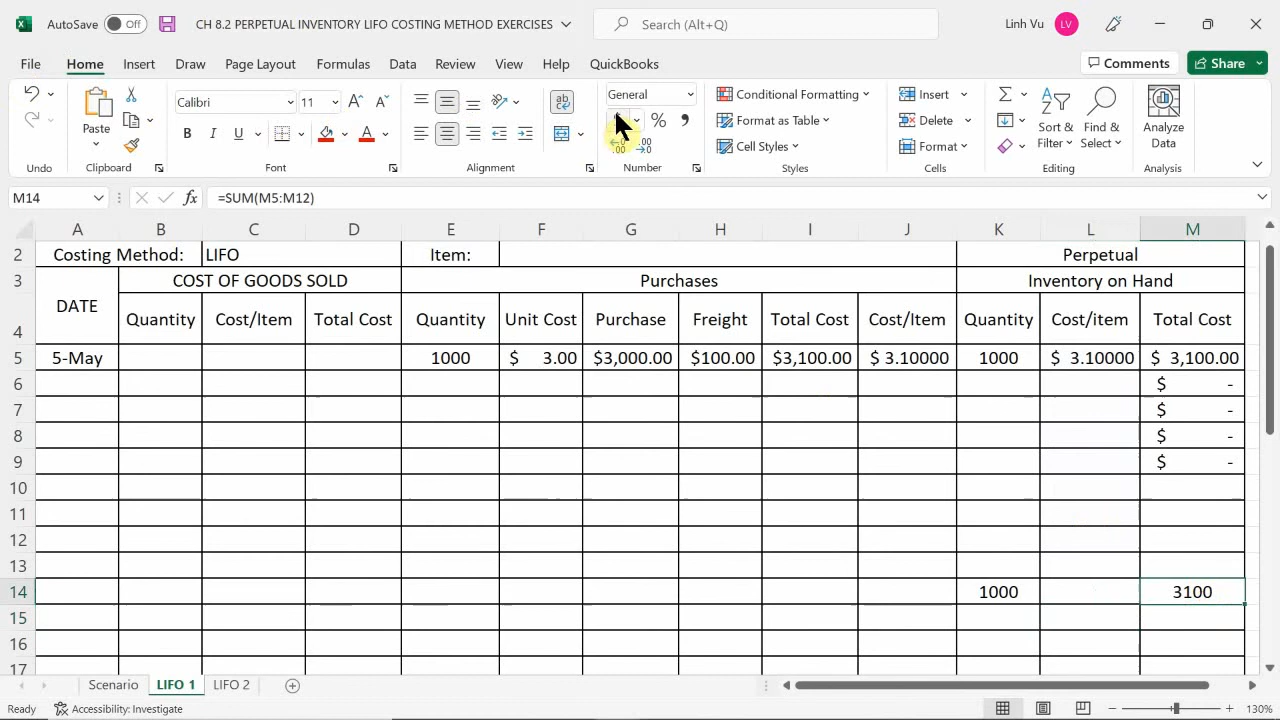 AutoSave Off CH 8.2 PERPETUAL INVENTORY LIFO COSTING METHOD EXERCISES Search (Alt+Q) Linh Vu LV
File Home Insert Draw Page Layout Formulas Data Review View Help QuickBooks Comments Share
Calibri 11 General Conditional Formatting Insert
Paste Format as Table Delete Sort & Find & Analyze
B I U A % , Cell Styles Format Filter Select Data
Undo Clipboard Font Alignment Number Styles Cells Editing Analysis
M14 fx =SUM(M5:M12)
A B C D E F G H I J K L M
2 Costing Method: LIFO Item: Perpetual
3 DATE COST OF GOODS SOLD Purchases Inventory on Hand
4 Quantity Cost/Item Total Cost Quantity Unit Cost Purchase Freight Total Cost Cost/Item Quantity Cost/item Total Cost
5 5-May 1000 $ 3.00 $3,000.00 $100.00 $3,100.00 $ 3.10000 1000 $ 3.10000 $ 3,100.00
6 $ -
7 $ -
8 $ -
9 $ -
10
11
12
13
14 1000 3100
15
16
17
Scenario LIFO 1 LIFO 2
Ready Accessibility: Investigate 130%